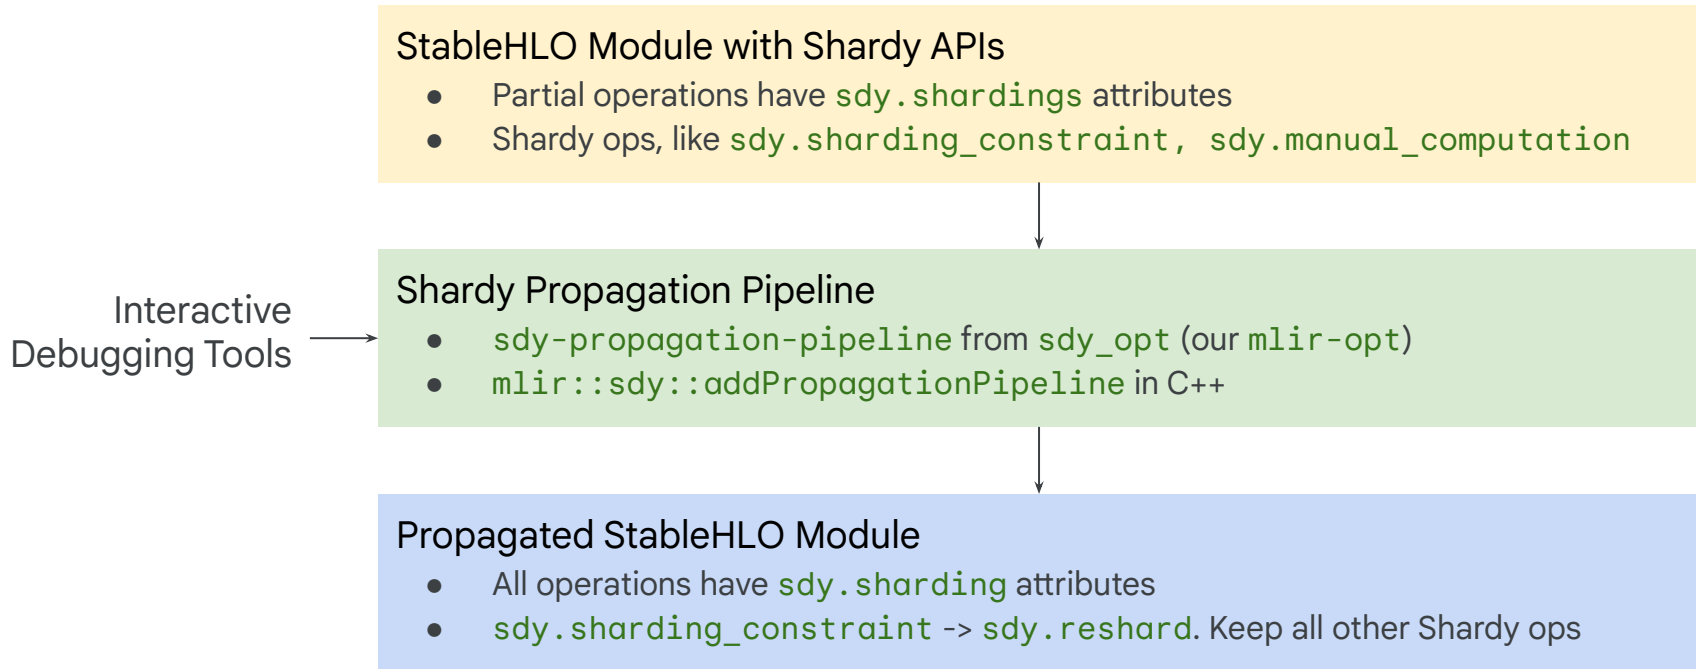 StableHLO Module with Shardy APIs
● Partial operations have sdy.shardings attributes
● Shardy ops, like sdy.sharding_constraint, sdy.manual_computation
Interactive
Debugging Tools
Shardy Propagation Pipeline
● sdy-propagation-pipeline from sdy_opt (our mlir-opt)
● mlir::sdy::addPropagationPipeline in C++
Propagated StableHLO Module
● All operations have sdy.sharding attributes
● sdy.sharding_constraint -> sdy.reshard. Keep all other Shardy ops